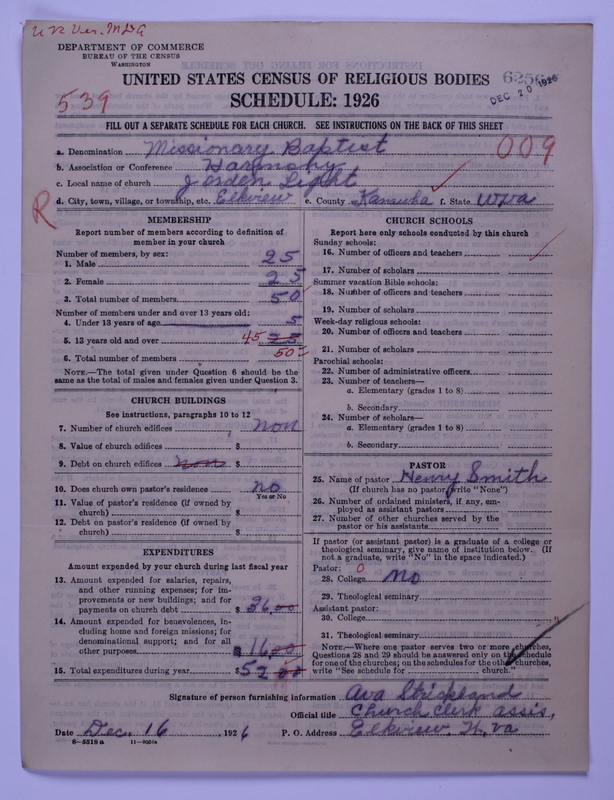 U R Ver. M&A
DEPARTMENT OF COMMERCE
BUREAU OF THE CENSUS
WASHINGTON
UNITED STATES CENSUS OF RELIGIOUS BODIES
SCHEDULE: 1926
DEC 20 1926
539
FILL OUT A SEPARATE SCHEDULE FOR EACH CHURCH. SEE INSTRUCTIONS ON THE BACK OF THIS SHEET
009
a. Denomination Missionary Baptist
b. Association or Conference Harmony
c. Local name of church Jorden Light
d. City, town, village, or township, etc. Elkview e. County Kanawha f. State W va
R
MEMBERSHIP
Report number of members according to definition of
member in your church
Number of members, by sex:
1. Male 25
2. Female 25
3. Total number of members 50
Number of members under and over 13 years old:
4. Under 13 years of age 5
5. 13 years old and over 45 25
6. Total number of members 50
NOTE.—The total given under Question 6 should be the
same as the total of males and females given under Question 3.
CHURCH BUILDINGS
See instructions, paragraphs 10 to 12
7. Number of church edifices non
8. Value of church edifices $
9. Debt on church edifices non $
10. Does church own pastor's residence no
Yes or No
11. Value of pastor's residence (if owned by
church) $
12. Debt on pastor's residence (if owned by
church) $
EXPENDITURES
Amount expended by your church during last fiscal year
13. Amount expended for salaries, repairs,
and other running expenses; for im-
provements or new buildings; and for
payments on church debt $ 36.00
14. Amount expended for benevolences, in-
cluding home and foreign missions; for
denominational support; and for all
other purposes $ 16.00
15. Total expenditures during year $ 52.00
CHURCH SCHOOLS
Report here only schools conducted by this church
Sunday schools:
16. Number of officers and teachers
17. Number of scholars
Summer vacation Bible schools:
18. Number of officers and teachers
19. Number of scholars
Week-day religious schools:
20. Number of officers and teachers
21. Number of scholars
Parochial schools:
22. Number of administrative officers
23. Number of teachers—
a. Elementary (grades 1 to 8)
b. Secondary
24. Number of scholars—
a. Elementary (grades 1 to 8)
b. Secondary
PASTOR
25. Name of pastor Henry Smith
(If church has no pastor, write "None")
26. Number of ordained ministers, if any, em-
ployed as assistant pastors
27. Number of other churches served by the
pastor or his assistants
If pastor (or assistant pastor) is a graduate of a college or
theological seminary, give name of institution below. (If
not a graduate, write "No" in the space indicated.)
Pastor: 0
28. College no
29. Theological seminary
Assistant pastor:
30. College
31. Theological seminary
NOTE.—Where one pastor serves two or more churches,
Questions 28 and 29 should be answered only on the schedule
for one of the churches; on the schedules for the other churches,
write "See schedule for church."
Signature of person furnishing information Ava Strickland
Official title Church Clerk assis,
Date Dec, 16, 1926 P. O. Address Elkview W, va
8—5518 a